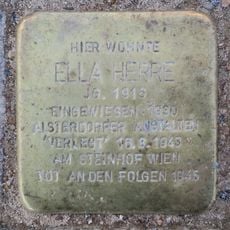 HIER WOHNTE
ELLA HERRE
JG. 1913
EINGEWIESEN 1930
ALSTERDORFER ANSTALTEN
"VERLEGT" 16.8.1943
AM STEINHOF WIEN
TOT AN DEN FOLGEN 1945